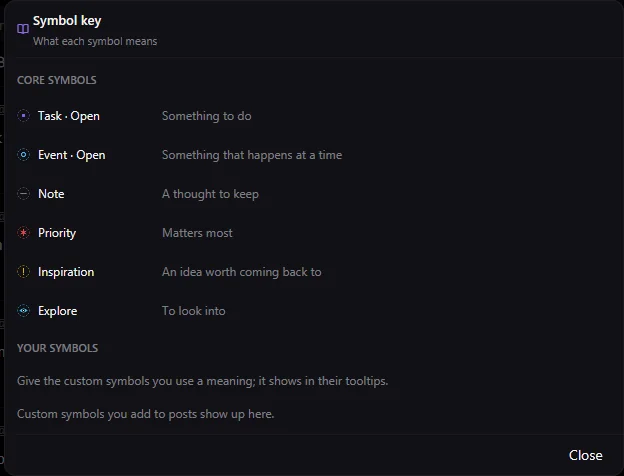 Symbol key
What each symbol means
CORE SYMBOLS
Task · Open Something to do
Event · Open Something that happens at a time
Note A thought to keep
Priority Matters most
Inspiration An idea worth coming back to
Explore To look into
YOUR SYMBOLS
Give the custom symbols you use a meaning; it shows in their tooltips.
Custom symbols you add to posts show up here.
Close